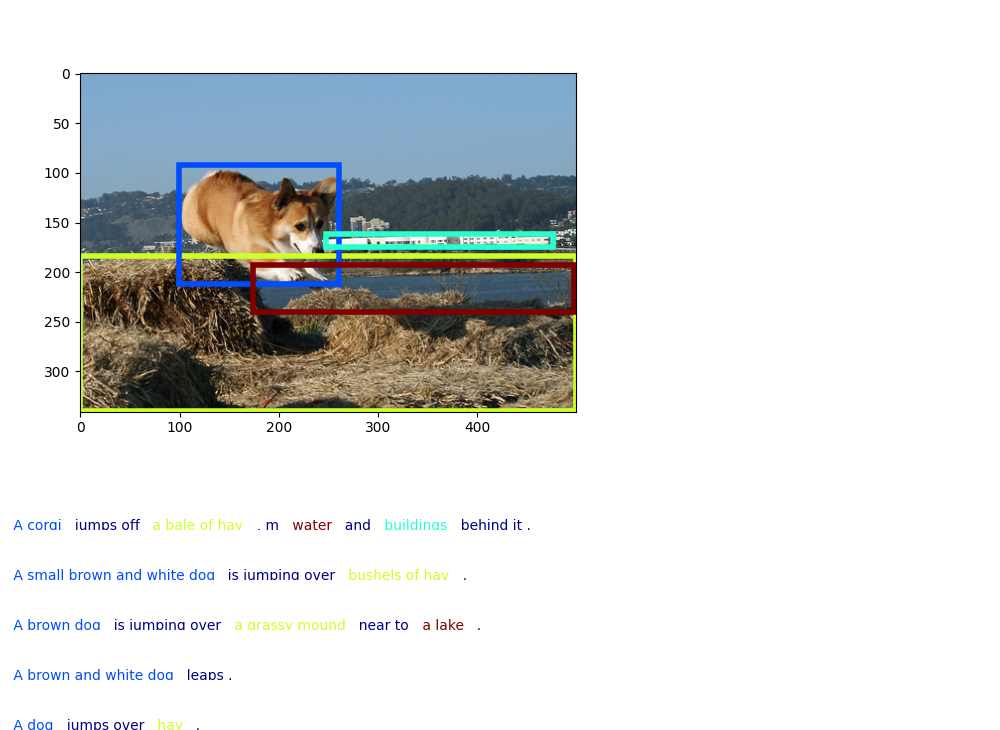 0
50
100
150
200
250
300
0 100 200 300 400
A corgi jumps off a bale of hay . m water and buildings behind it .
A small brown and white dog is jumping over bushels of hay .
A brown dog is jumping over a grassy mound near to a lake .
A brown and white dog leaps .
A dog jumps over hay .